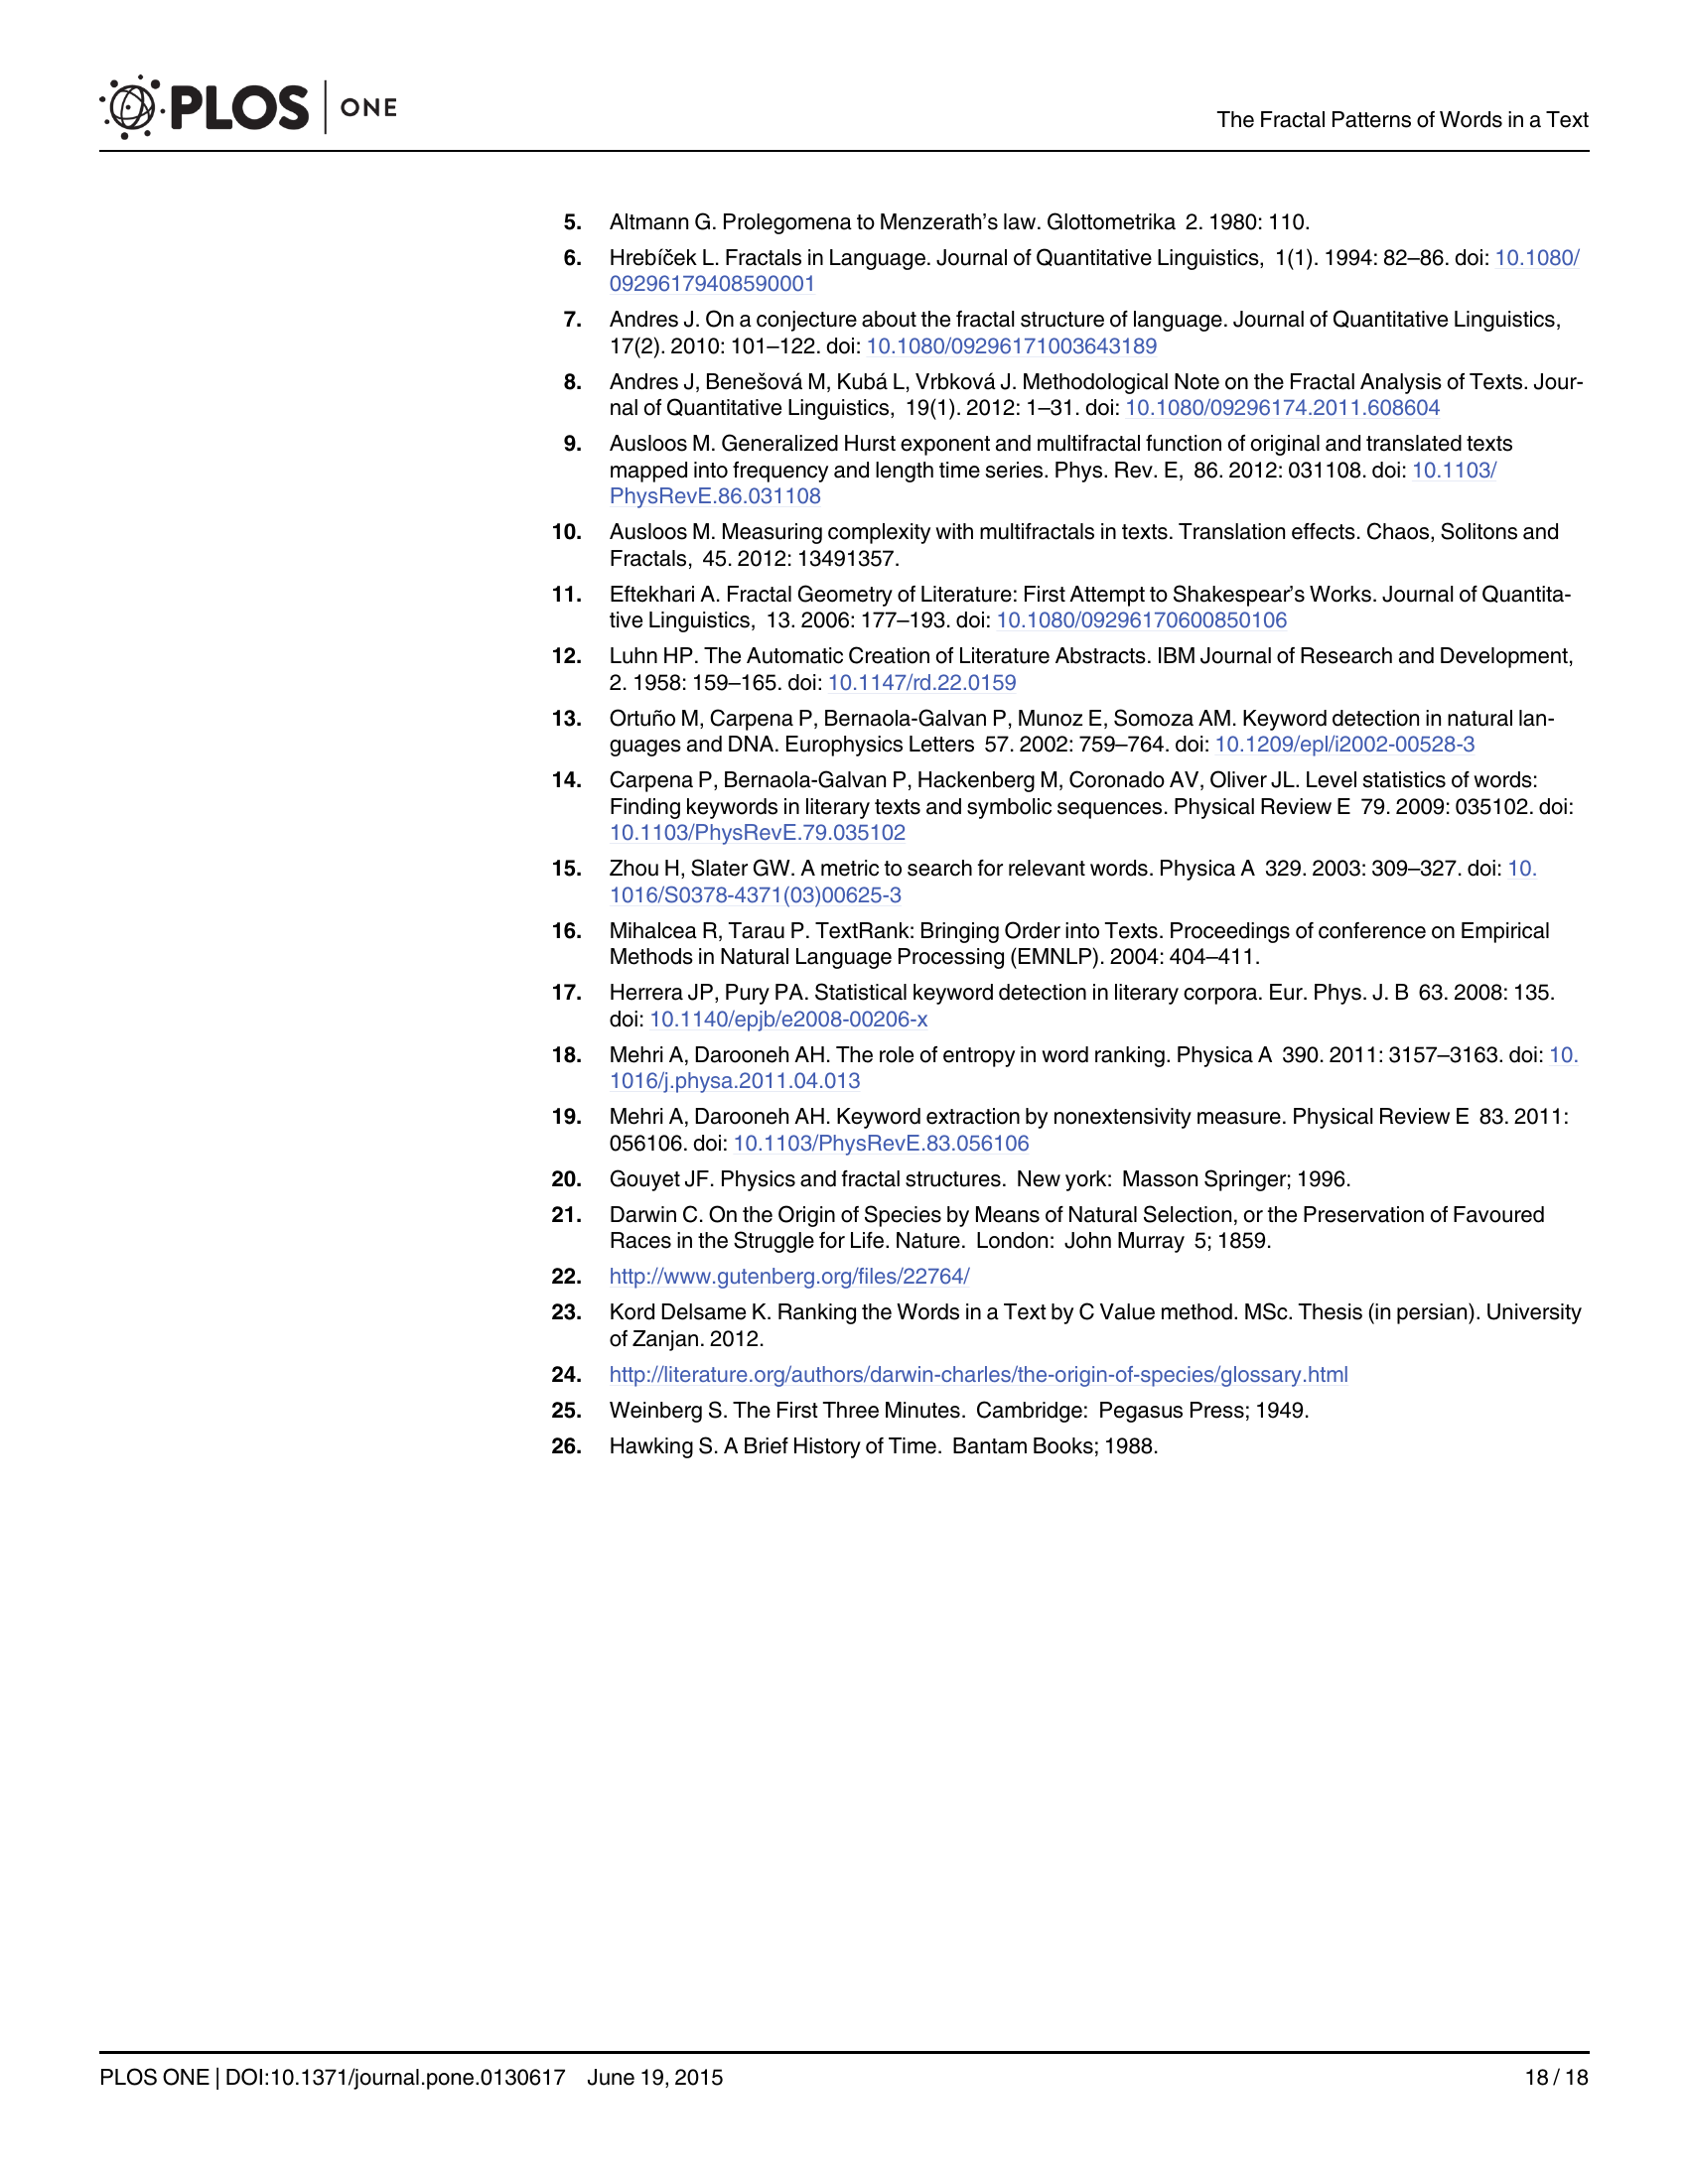 PLOS | ONE
The Fractal Patterns of Words in a Text
5. Altmann G. Prolegomena to Menzerath’s law. Glottometrika 2. 1980: 110.
6. Hrebíček L. Fractals in Language. Journal of Quantitative Linguistics, 1(1). 1994: 82–86. doi: 10.1080/
09296179408590001
7. Andres J. On a conjecture about the fractal structure of language. Journal of Quantitative Linguistics,
17(2). 2010: 101–122. doi: 10.1080/09296171003643189
8. Andres J, Benešová M, Kubá L, Vrbková J. Methodological Note on the Fractal Analysis of Texts. Jour-
nal of Quantitative Linguistics, 19(1). 2012: 1–31. doi: 10.1080/09296174.2011.608604
9. Ausloos M. Generalized Hurst exponent and multifractal function of original and translated texts
mapped into frequency and length time series. Phys. Rev. E, 86. 2012: 031108. doi: 10.1103/
PhysRevE.86.031108
10. Ausloos M. Measuring complexity with multifractals in texts. Translation effects. Chaos, Solitons and
Fractals, 45. 2012: 13491357.
11. Eftekhari A. Fractal Geometry of Literature: First Attempt to Shakespear’s Works. Journal of Quantita-
tive Linguistics, 13. 2006: 177–193. doi: 10.1080/09296170600850106
12. Luhn HP. The Automatic Creation of Literature Abstracts. IBM Journal of Research and Development,
2. 1958: 159–165. doi: 10.1147/rd.22.0159
13. Ortuño M, Carpena P, Bernaola-Galvan P, Munoz E, Somoza AM. Keyword detection in natural lan-
guages and DNA. Europhysics Letters 57. 2002: 759–764. doi: 10.1209/epl/i2002-00528-3
14. Carpena P, Bernaola-Galvan P, Hackenberg M, Coronado AV, Oliver JL. Level statistics of words:
Finding keywords in literary texts and symbolic sequences. Physical Review E 79. 2009: 035102. doi:
10.1103/PhysRevE.79.035102
15. Zhou H, Slater GW. A metric to search for relevant words. Physica A 329. 2003: 309–327. doi: 10.
1016/S0378-4371(03)00625-3
16. Mihalcea R, Tarau P. TextRank: Bringing Order into Texts. Proceedings of conference on Empirical
Methods in Natural Language Processing (EMNLP). 2004: 404–411.
17. Herrera JP, Pury PA. Statistical keyword detection in literary corpora. Eur. Phys. J. B 63. 2008: 135.
doi: 10.1140/epjb/e2008-00206-x
18. Mehri A, Darooneh AH. The role of entropy in word ranking. Physica A 390. 2011: 3157–3163. doi: 10.
1016/j.physa.2011.04.013
19. Mehri A, Darooneh AH. Keyword extraction by nonextensivity measure. Physical Review E 83. 2011:
056106. doi: 10.1103/PhysRevE.83.056106
20. Gouyet JF. Physics and fractal structures. New york: Masson Springer; 1996.
21. Darwin C. On the Origin of Species by Means of Natural Selection, or the Preservation of Favoured
Races in the Struggle for Life. Nature. London: John Murray 5; 1859.
22. http://www.gutenberg.org/files/22764/
23. Kord Delsame K. Ranking the Words in a Text by C Value method. MSc. Thesis (in persian). University
of Zanjan. 2012.
24. http://literature.org/authors/darwin-charles/the-origin-of-species/glossary.html
25. Weinberg S. The First Three Minutes. Cambridge: Pegasus Press; 1949.
26. Hawking S. A Brief History of Time. Bantam Books; 1988.
PLOS ONE | DOI:10.1371/journal.pone.0130617 June 19, 2015
18 / 18